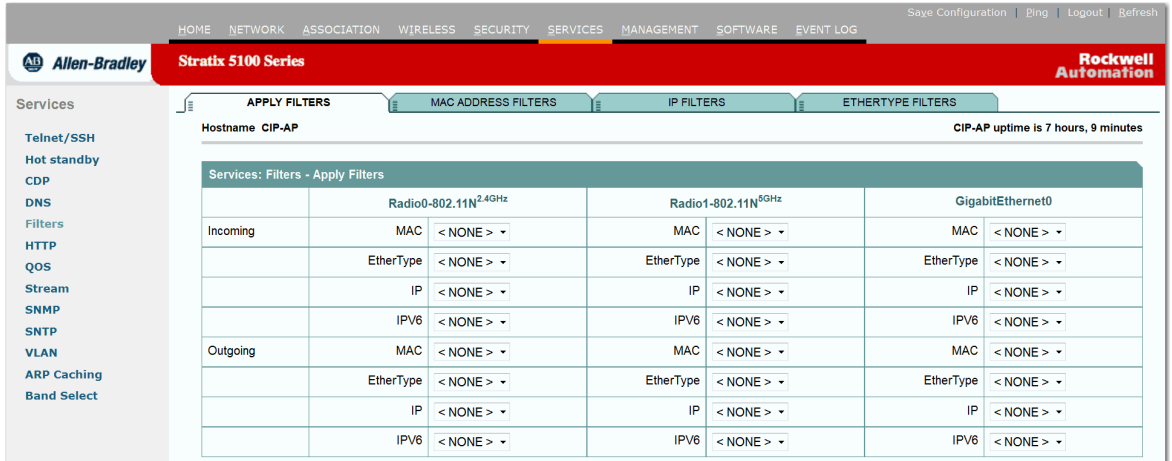 Save Configuration | Ping | Logout | Refresh
HOME NETWORK ASSOCIATION WIRELESS SECURITY SERVICES MANAGEMENT SOFTWARE EVENT LOG
AB Allen-Bradley Stratix 5100 Series Rockwell
Automation
Services APPLY FILTERS MAC ADDRESS FILTERS IP FILTERS ETHERTYPE FILTERS
Hostname CIP-AP CIP-AP uptime is 7 hours, 9 minutes
Telnet/SSH
Hot standby
CDP
DNS
Filters
HTTP
QOS
Stream
SNMP
SNTP
VLAN
ARP Caching
Band Select
Services: Filters - Apply Filters
Radio0-802.11N2.4GHz Radio1-802.11N5GHz GigabitEthernet0
Incoming MAC < NONE > MAC < NONE > MAC < NONE >
EtherType < NONE > EtherType < NONE > EtherType < NONE >
IP < NONE > IP < NONE > IP < NONE >
IPV6 < NONE > IPV6 < NONE > IPV6 < NONE >
Outgoing MAC < NONE > MAC < NONE > MAC < NONE >
EtherType < NONE > EtherType < NONE > EtherType < NONE >
IP < NONE > IP < NONE > IP < NONE >
IPV6 < NONE > IPV6 < NONE > IPV6 < NONE >